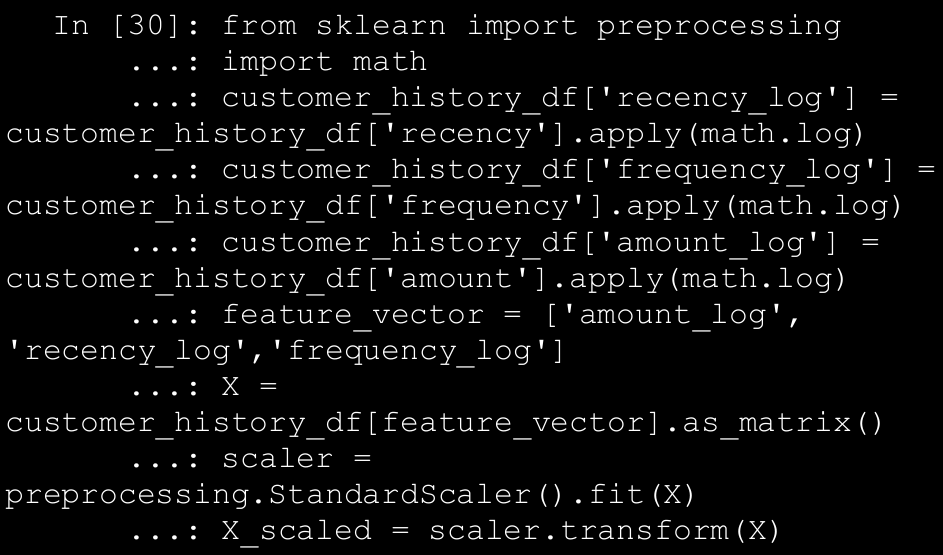 In [30]: from sklearn import preprocessing
...: import math
...: customer_history_df['recency_log'] =
customer_history_df['recency'].apply(math.log)
...: customer_history_df['frequency_log'] =
customer_history_df['frequency'].apply(math.log)
...: customer_history_df['amount_log'] =
customer_history_df['amount'].apply(math.log)
...: feature_vector = ['amount_log',
'recency_log','frequency_log']
...: X =
customer_history_df[feature_vector].as_matrix()
...: scaler =
preprocessing.StandardScaler().fit(X)
...: X_scaled = scaler.transform(X)